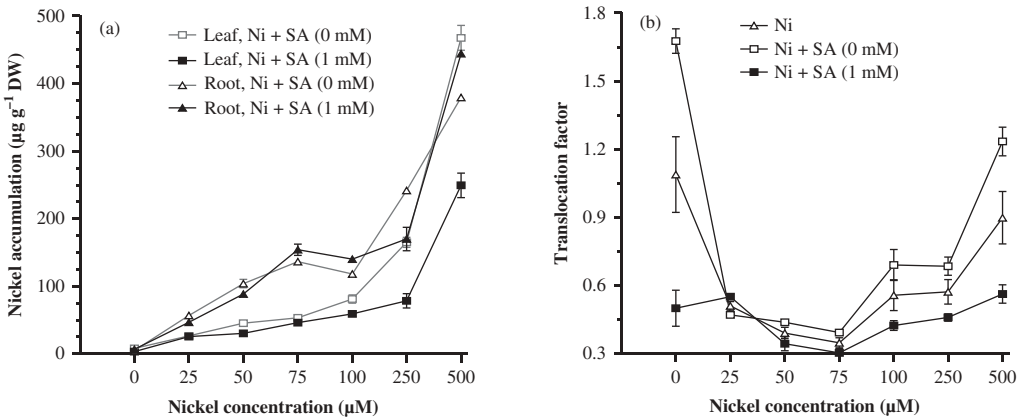 (a)
Leaf, Ni + SA (0 mM)
Leaf, Ni + SA (1 mM)
Root, Ni + SA (0 mM)
Root, Ni + SA (1 mM)
Nickel accumulation (µg g⁻¹ DW)
500
400
300
200
100
0
0 25 50 75 100 250 500
Nickel concentration (µM)
(b)
Ni
Ni + SA (0 mM)
Ni + SA (1 mM)
Translocation factor
1.8
1.5
1.2
0.9
0.6
0.3
0 25 50 75 100 250 500
Nickel concentration (µM)